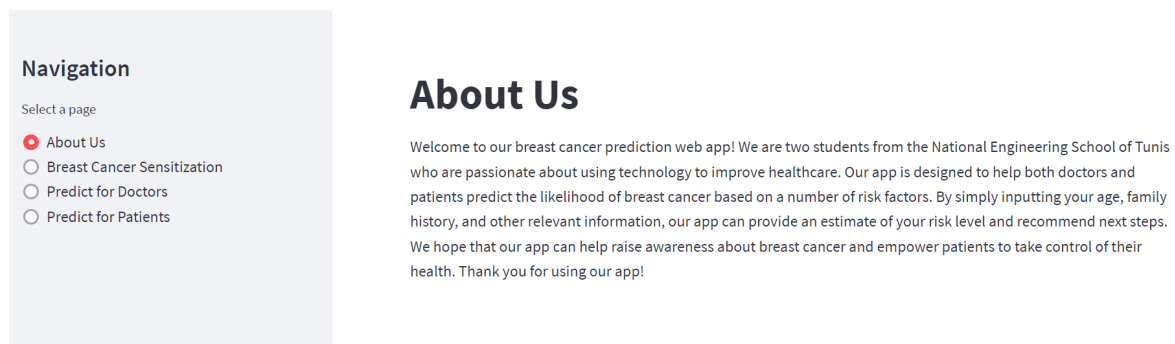 Navigation
Select a page
About Us
Breast Cancer Sensitization
Predict for Doctors
Predict for Patients
About Us
Welcome to our breast cancer prediction web app! We are two students from the National Engineering School of Tunis
who are passionate about using technology to improve healthcare. Our app is designed to help both doctors and
patients predict the likelihood of breast cancer based on a number of risk factors. By simply inputting your age, family
history, and other relevant information, our app can provide an estimate of your risk level and recommend next steps.
We hope that our app can help raise awareness about breast cancer and empower patients to take control of their
health. Thank you for using our app!